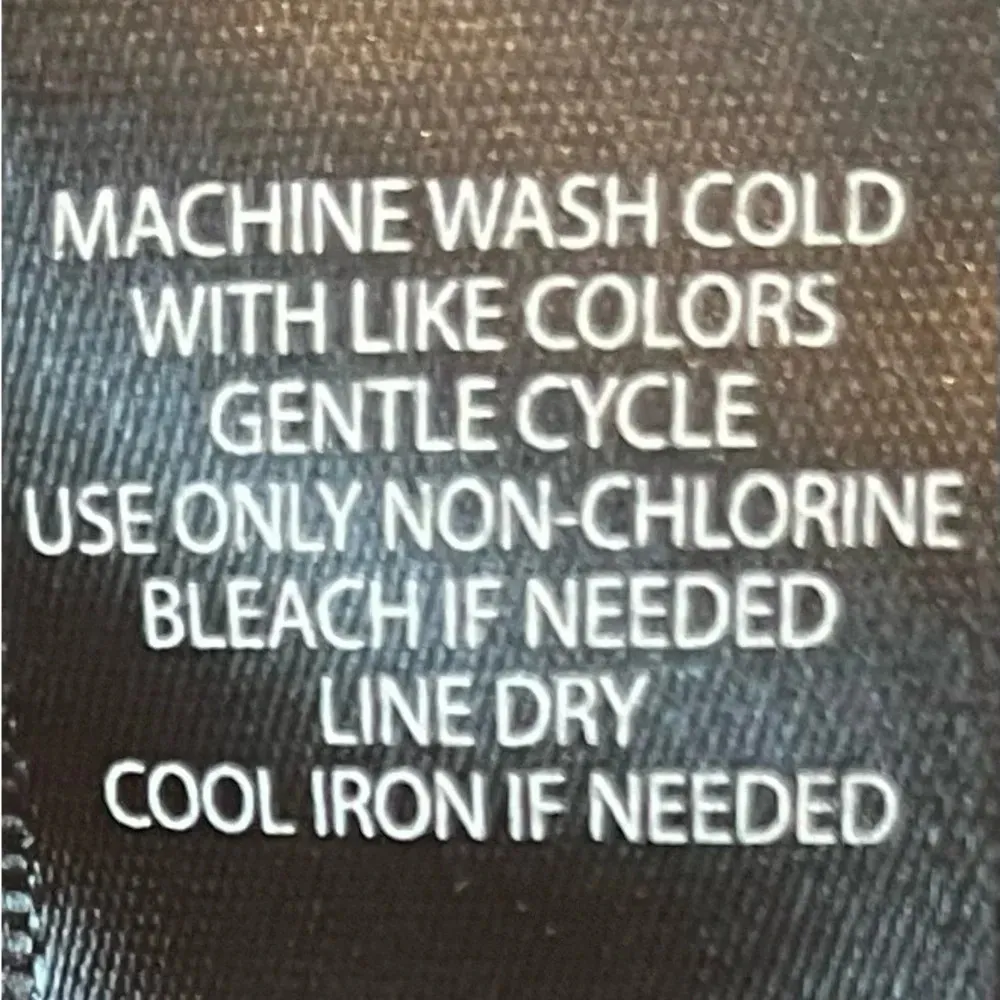 MACHINE WASH COLD
WITH LIKE COLORS
GENTLE CYCLE
USE ONLY NON-CHLORINE
BLEACH IF NEEDED
LINE DRY
COOL IRON IF NEEDED